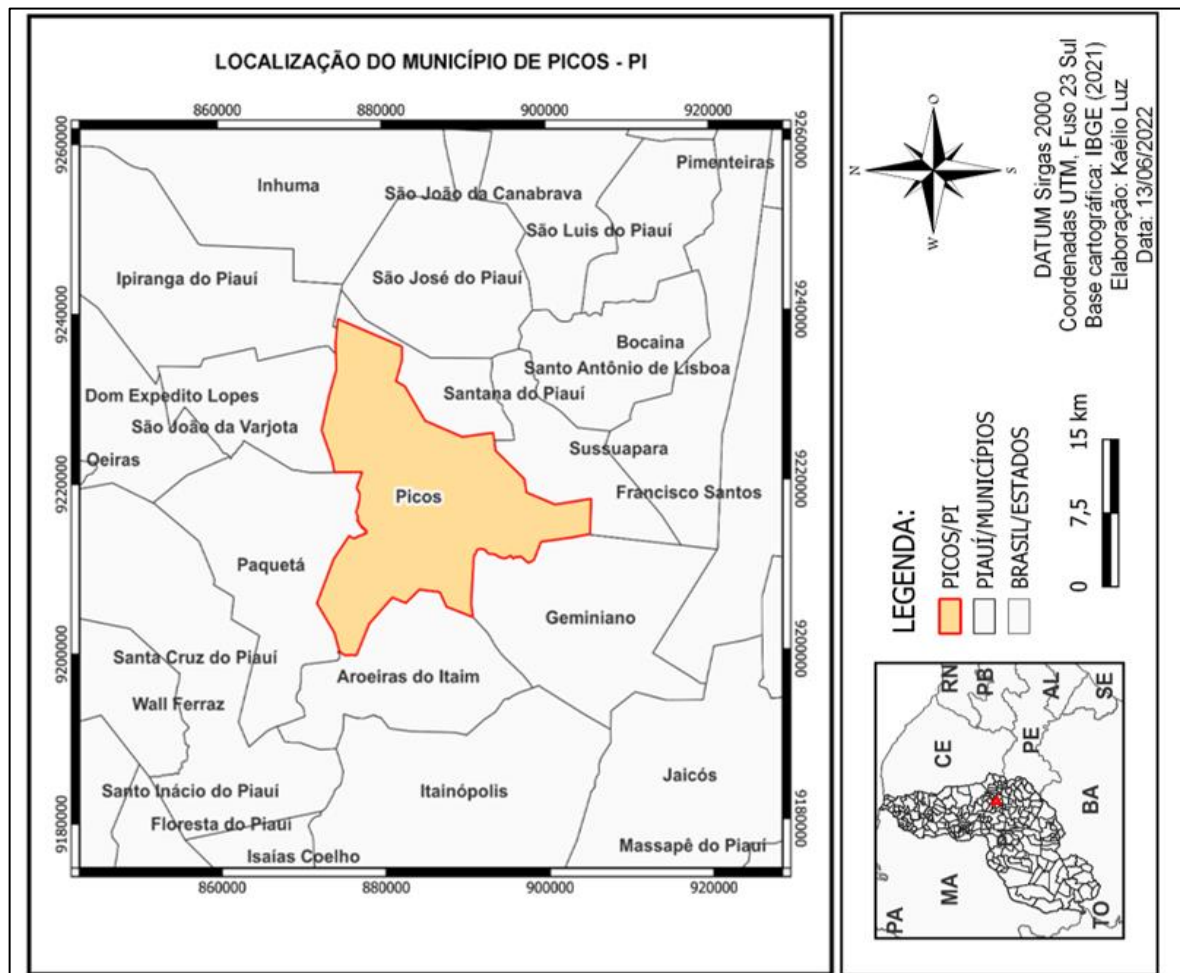 LOCALIZAÇÃO DO MUNICÍPIO DE PICOS - PI
860000
880000
900000
920000
9260000
9260000
Pimenteiras
Inhuma
São João da Canabrava
São Luis do Piauí
Ipiranga do Piauí
São José do Piauí
9240000
9240000
Bocaina
Santo Antônio de Lisboa
Dom Expedito Lopes
Santana do Piauí
São João da Varjota
Sussuapara
Oeiras
9220000
9220000
Picos
Francisco Santos
Paquetá
Geminiano
9200000
9200000
Santa Cruz do Piauí
Aroeiras do Itaim
Wall Ferraz
Jaicós
Santo Inácio do Piauí
Itainópolis
9180000
9180000
Floresta do Piauí
Massapê do Piauí
Isaías Coelho
860000
880000
900000
920000
N
O
S
W
DATUM Sirgas 2000
Coordenadas UTM, Fuso 23 Sul
Base cartográfica: IBGE (2021)
Elaboração: Kaélio Luz
Data: 13/06/2022
LEGENDA:
PICOS/PI
PIAUÍ/MUNICÍPIOS
BRASIL/ESTADOS
0 7,5 15 km
PA
MA
TO
CE
RN
PB
PE
AL
SE
BA